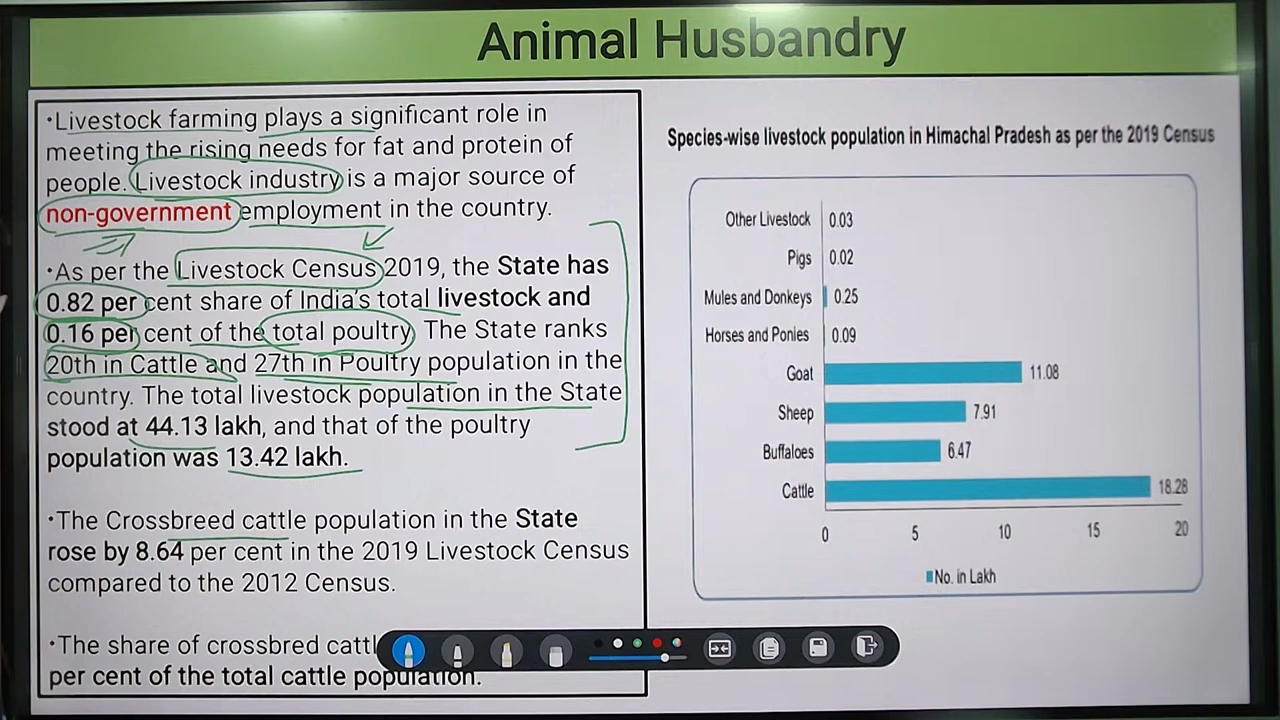 Animal Husbandry
•Livestock farming plays a significant role in
meeting the rising needs for fat and protein of
people. Livestock industry is a major source of
non-government employment in the country.
•As per the Livestock Census 2019, the State has
0.82 per cent share of India's total livestock and
0.16 per cent of the total poultry. The State ranks
20th in Cattle and 27th in Poultry population in the
country. The total livestock population in the State
stood at 44.13 lakh, and that of the poultry
population was 13.42 lakh.
•The Crossbreed cattle population in the State
rose by 8.64 per cent in the 2019 Livestock Census
compared to the 2012 Census.
•The share of crossbred cattl
per cent of the total cattle population.
Species-wise livestock population in Himachal Pradesh as per the 2019 Census
Other Livestock 0.03
Pigs 0.02
Mules and Donkeys 0.25
Horses and Ponies 0.09
Goat 11.08
Sheep 7.91
Buffaloes 6.47
Cattle 18.28
0 5 10 15 20
No. in Lakh